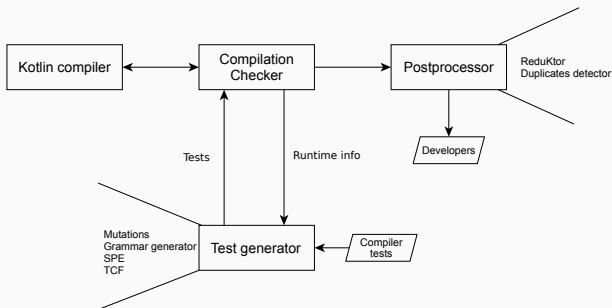 Kotlin compiler
Compilation
Checker
Postprocessor
ReduKtor
Duplicates detector
Developers
Tests
Runtime info
Mutations
Grammar generator
SPE
TCF
Test generator
Compiler
tests